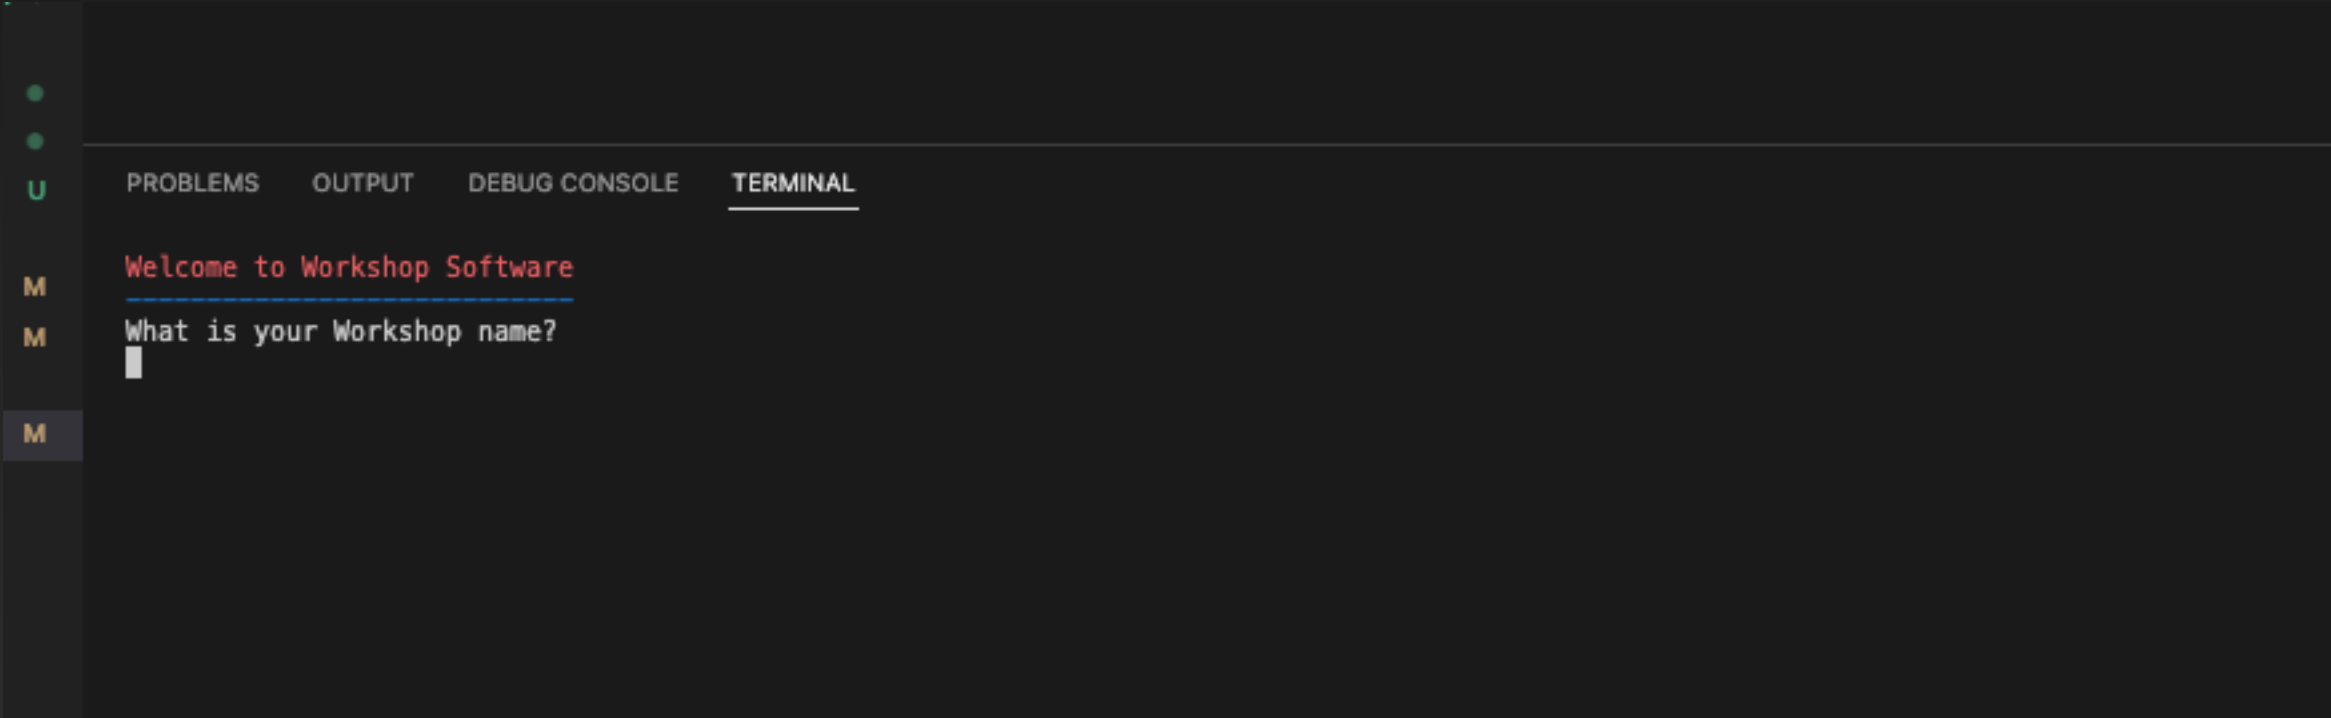 U
M
M
M
PROBLEMS OUTPUT DEBUG CONSOLE TERMINAL
Welcome to Workshop Software
----------------------------
What is your Workshop name?